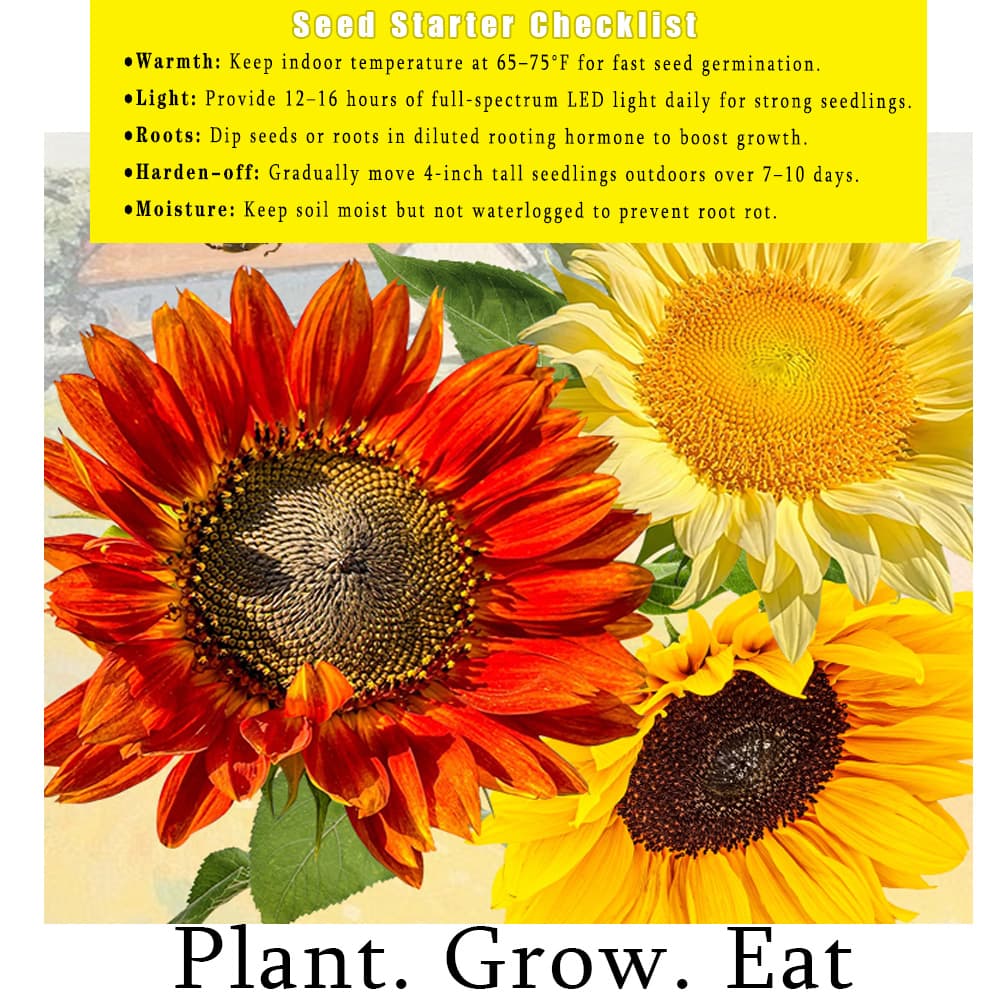 Seed Starter Checklist
•Warmth: Keep indoor temperature at 65–75°F for fast seed germination.
•Light: Provide 12–16 hours of full-spectrum LED light daily for strong seedlings.
•Roots: Dip seeds or roots in diluted rooting hormone to boost growth.
•Harden-off: Gradually move 4-inch tall seedlings outdoors over 7–10 days.
•Moisture: Keep soil moist but not waterlogged to prevent root rot.
Plant. Grow. Eat